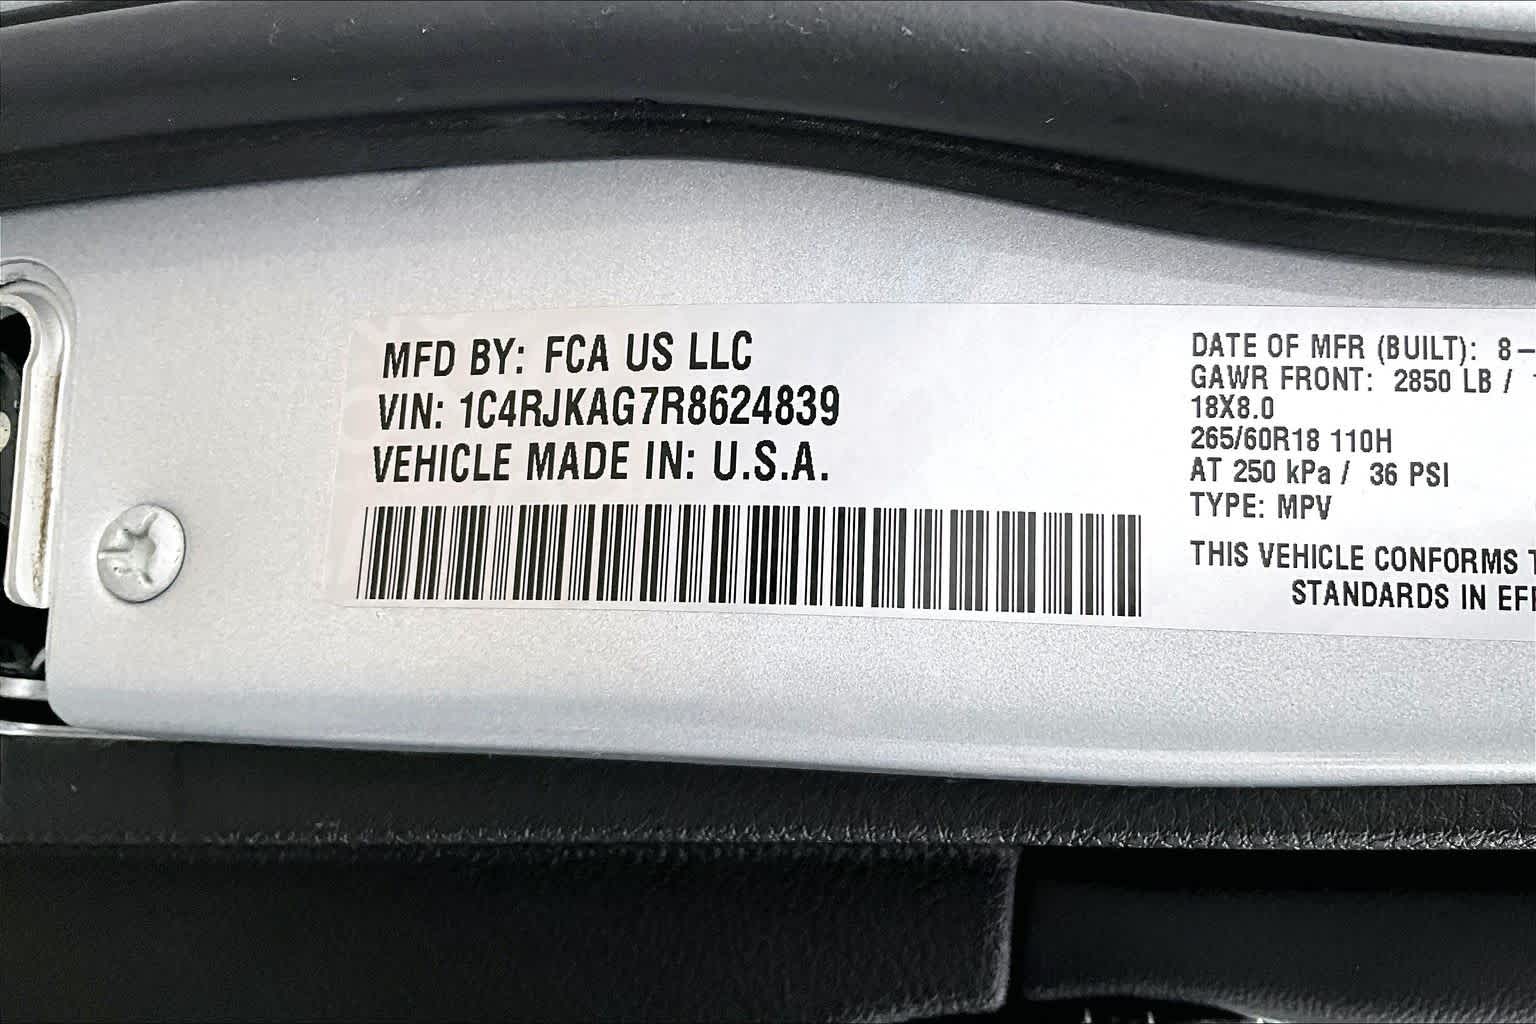 MFD BY: FCA US LLC
VIN: 1C4RJKAG7R8624839
VEHICLE MADE IN: U.S.A.
DATE OF MFR (BUILT): 8–
GAWR FRONT: 2850 LB /
18X8.0
265/60R18 110H
AT 250 kPa / 36 PSI
TYPE: MPV
THIS VEHICLE CONFORMS
STANDARDS IN